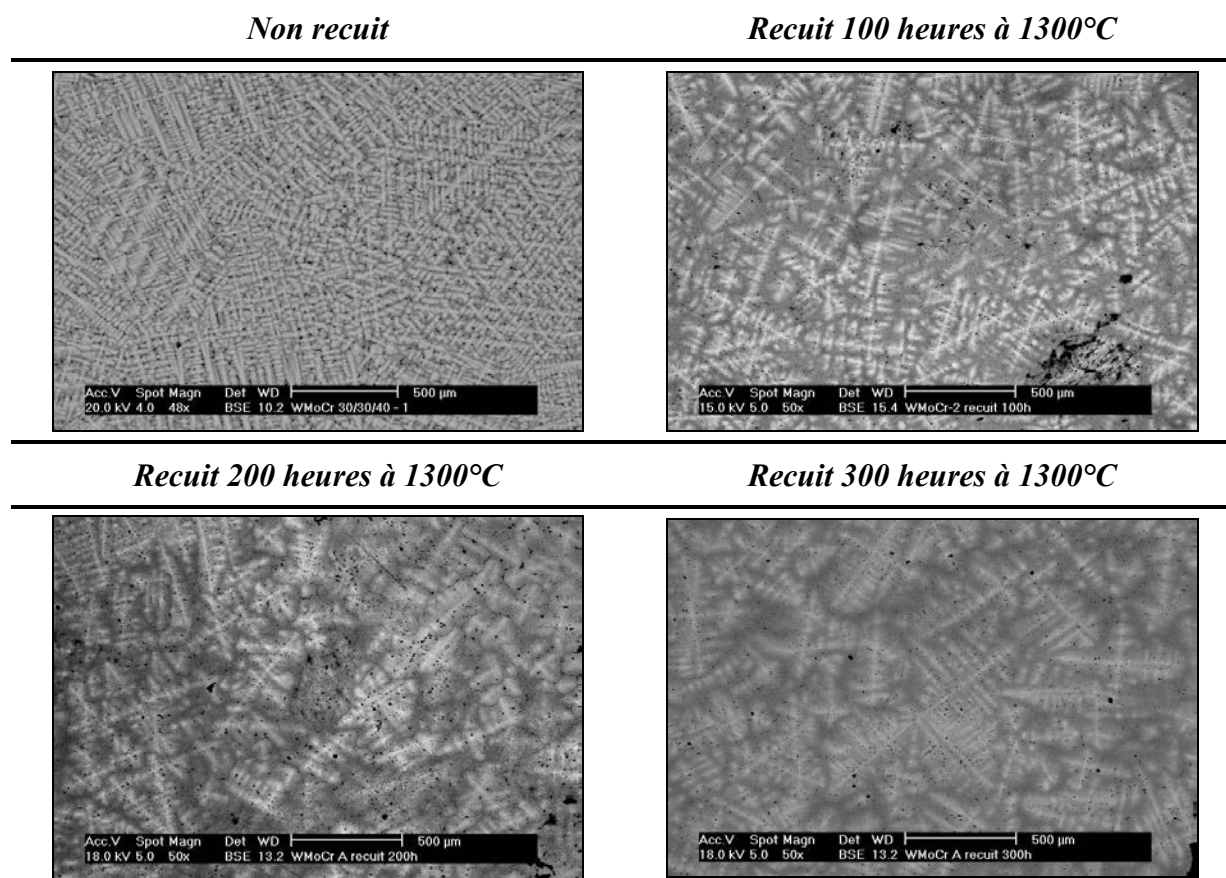 Non recuit
Recuit 100 heures à 1300°C
Acc.V Spot Magn Det WD 500 µm
20.0 kV 4.0 48x BSE 10.2 WMoCr 30/30/40 - 1
Acc.V Spot Magn Det WD 500 µm
15.0 kV 5.0 50x BSE 15.4 WMoCr-2 recuit 100h
Recuit 200 heures à 1300°C
Recuit 300 heures à 1300°C
Acc.V Spot Magn Det WD 500 µm
18.0 kV 5.0 50x BSE 13.2 WMoCr A recuit 200h
Acc.V Spot Magn Det WD 500 µm
18.0 kV 5.0 50x BSE 13.2 WMoCr A recuit 300h